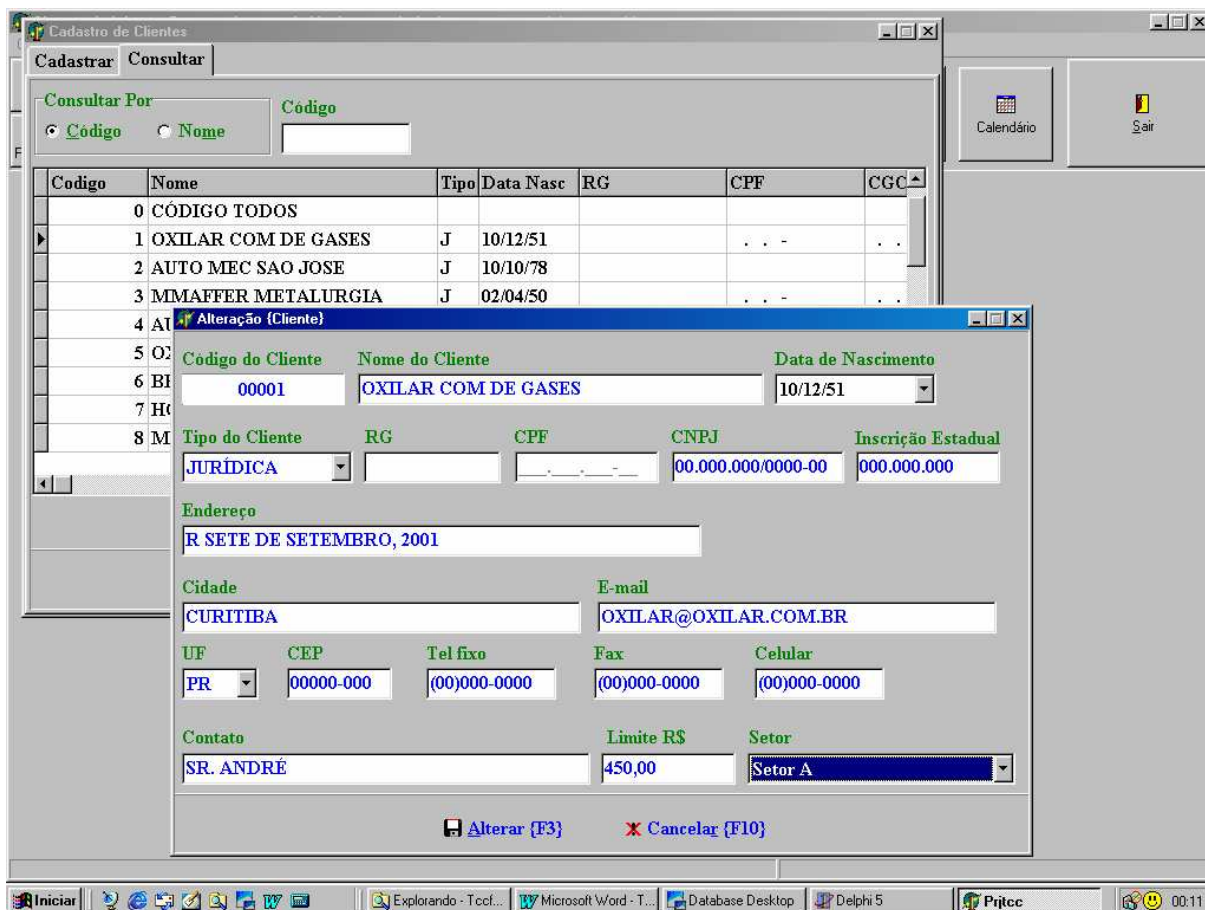 Cadastro de Clientes
Cadastrar Consultar
Consultar Por
Código Nome
Código
Calendário
Sair
Codigo Nome Tipo Data Nasc RG CPF CGC
0 CÓDIGO TODOS
1 OXILAR COM DE GASES J 10/12/51 . . - . .
2 AUTO MEC SAO JOSE J 10/10/78
3 MMAFFER METALURGIA J 02/04/50 . . - . .
4
5
6
7
8
Alteração {Cliente}
Código do Cliente Nome do Cliente Data de Nascimento
00001 OXILAR COM DE GASES 10/12/51
Tipo do Cliente RG CPF CNPJ Inscrição Estadual
JURÍDICA ___.___.___-__ 00.000.000/0000-00 000.000.000
Endereço
R SETE DE SETEMBRO, 2001
Cidade E-mail
CURITIBA OXILAR@OXILAR.COM.BR
UF CEP Tel fixo Fax Celular
PR 00000-000 (00)000-0000 (00)000-0000 (00)000-0000
Contato Limite R$ Setor
SR. ANDRÉ 450,00 Setor A
Alterar {F3} Cancelar {F10}
Iniciar Explorando - Tccf... Microsoft Word - T... Database Desktop Delphi 5 Prjtcc 00:11